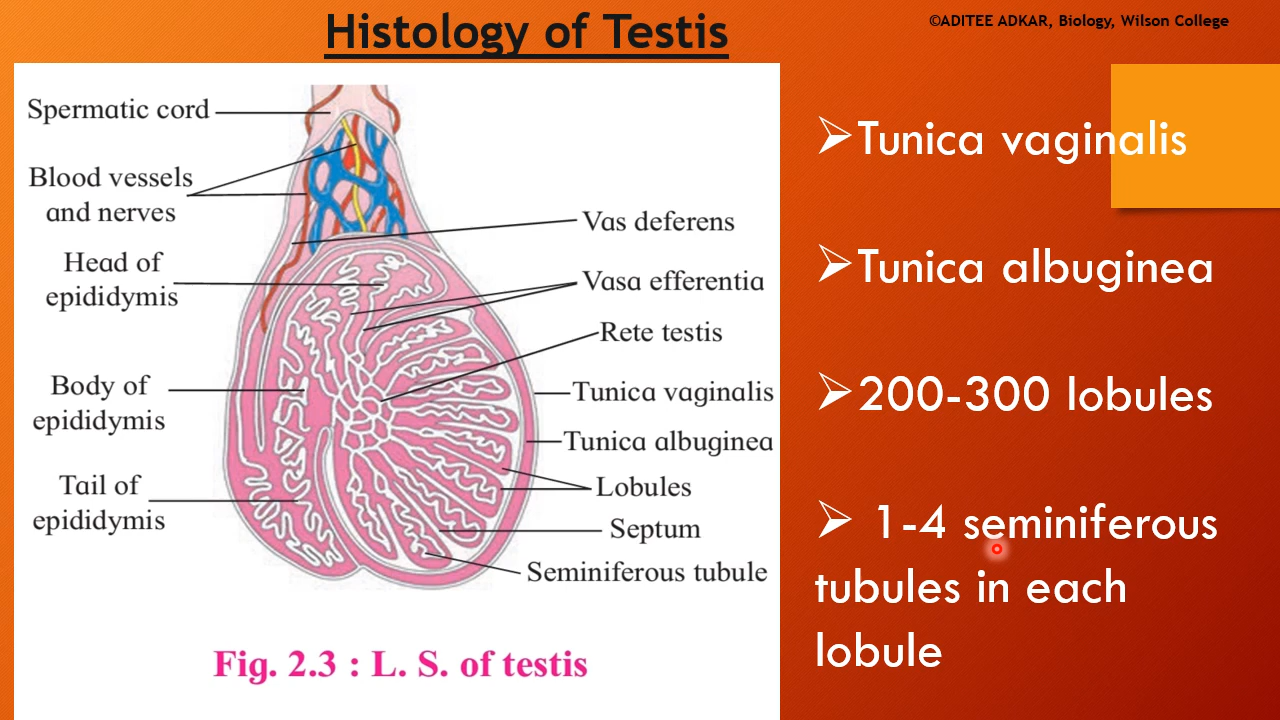 Histology of Testis
©ADITEE ADKAR, Biology, Wilson College
Spermatic cord
Blood vessels
and nerves
Head of
epididymis
Body of
epididymis
Tail of
epididymis
Vas deferens
Vasa efferentia
Rete testis
Tunica vaginalis
Tunica albuginea
Lobules
Septum
Seminiferous tubule
Fig. 2.3 : L. S. of testis
➢Tunica vaginalis
➢Tunica albuginea
➢200-300 lobules
➢ 1-4 seminiferous
tubules in each
lobule